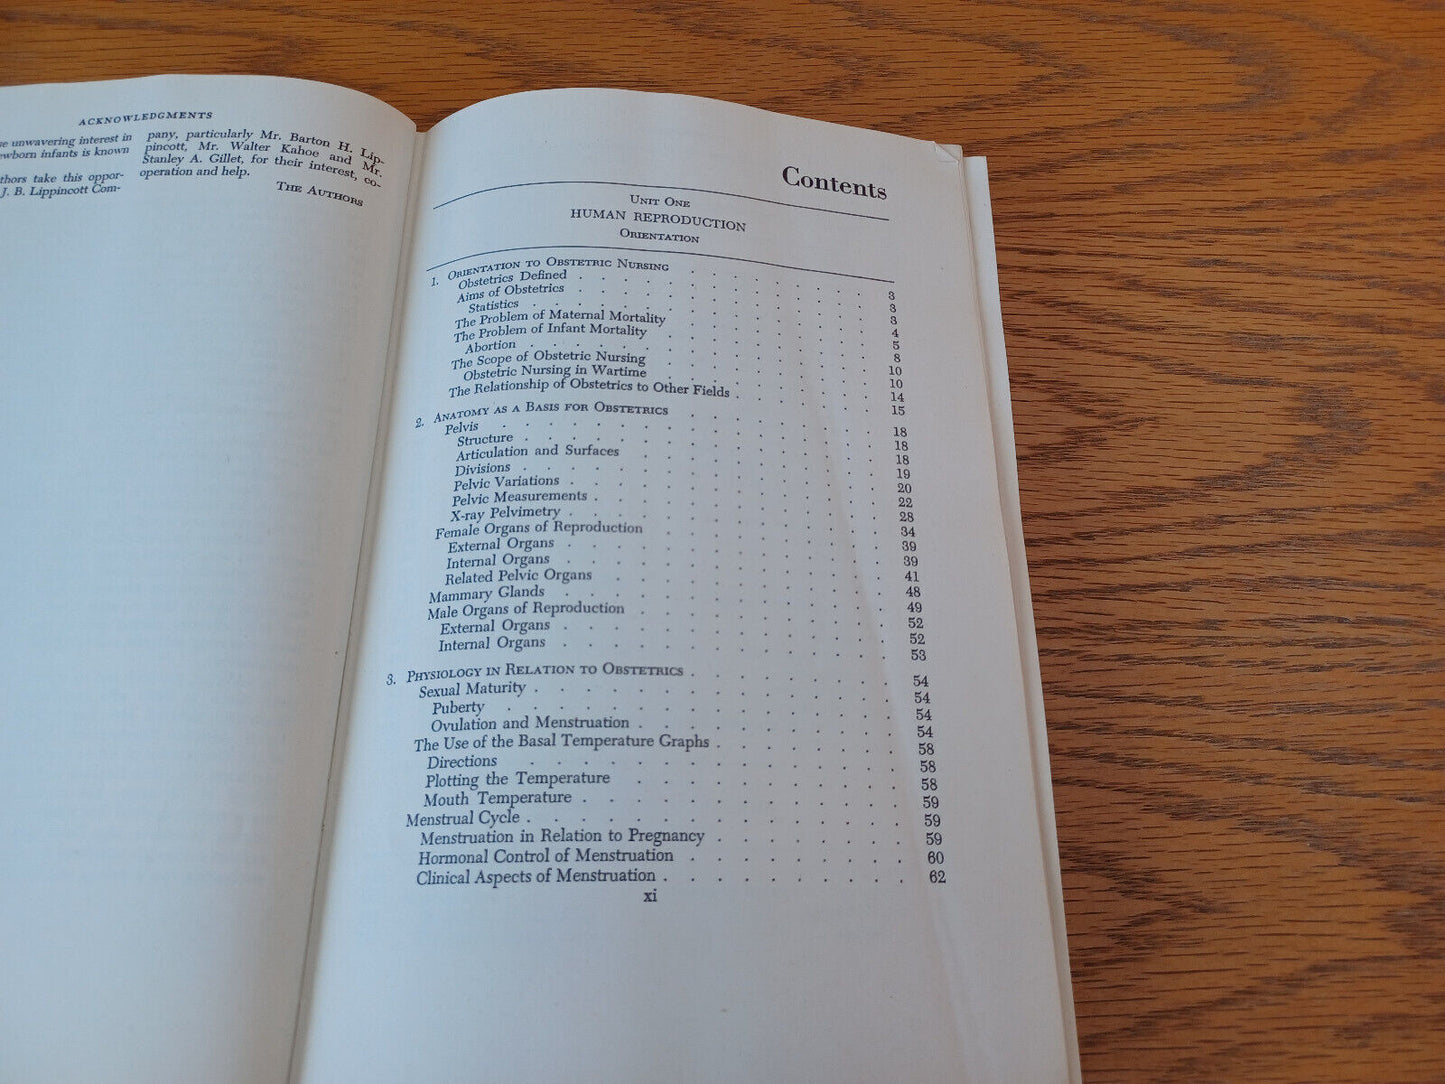 ACKNOWLEDGMENTS
unwavering interest in
newborn infants is known
thors take this oppor-
J. B. Lippincott Com-
pany, particularly Mr. Barton H. Lip-
pincott, Mr. Walter Kahoe and Mr.
Stanley A. Gillet, for their interest, co-
operation and help.
THE AUTHORS
Contents
UNIT ONE
HUMAN REPRODUCTION
ORIENTATION
1. ORIENTATION TO OBSTETRIC NURSING . . . . . . . . 3
Obstetrics Defined . . . . . . . . . . . . 3
Aims of Obstetrics . . . . . . . . . . . . 3
Statistics . . . . . . . . . . . . . . 4
The Problem of Maternal Mortality . . . . . . . . 5
The Problem of Infant Mortality . . . . . . . . . 8
Abortion . . . . . . . . . . . . . . 10
The Scope of Obstetric Nursing . . . . . . . . . 10
Obstetric Nursing in Wartime . . . . . . . . . 14
The Relationship of Obstetrics to Other Fields . . . . . . 15
2. ANATOMY AS A BASIS FOR OBSTETRICS . . . . . . . . 18
Pelvis . . . . . . . . . . . . . . . 18
Structure . . . . . . . . . . . . . . 18
Articulation and Surfaces . . . . . . . . . . 19
Divisions . . . . . . . . . . . . . . 20
Pelvic Variations . . . . . . . . . . . . 22
Pelvic Measurements . . . . . . . . . . . 28
X-ray Pelvimetry . . . . . . . . . . . . 34
Female Organs of Reproduction . . . . . . . . . 39
External Organs . . . . . . . . . . . . 39
Internal Organs . . . . . . . . . . . . 41
Related Pelvic Organs . . . . . . . . . . . 48
Mammary Glands . . . . . . . . . . . . 49
Male Organs of Reproduction . . . . . . . . . . 52
External Organs . . . . . . . . . . . . 52
Internal Organs . . . . . . . . . . . . 53
3. PHYSIOLOGY IN RELATION TO OBSTETRICS . . . . . . . . 54
Sexual Maturity . . . . . . . . . . . . . 54
Puberty . . . . . . . . . . . . . . 54
Ovulation and Menstruation . . . . . . . . . 54
The Use of the Basal Temperature Graphs . . . . . . . 58
Directions . . . . . . . . . . . . . 58
Plotting the Temperature . . . . . . . . . . 58
Mouth Temperature . . . . . . . . . . . 59
Menstrual Cycle . . . . . . . . . . . . . 59
Menstruation in Relation to Pregnancy . . . . . . . 59
Hormonal Control of Menstruation . . . . . . . . 60
Clinical Aspects of Menstruation . . . . . . . . . 62
xi